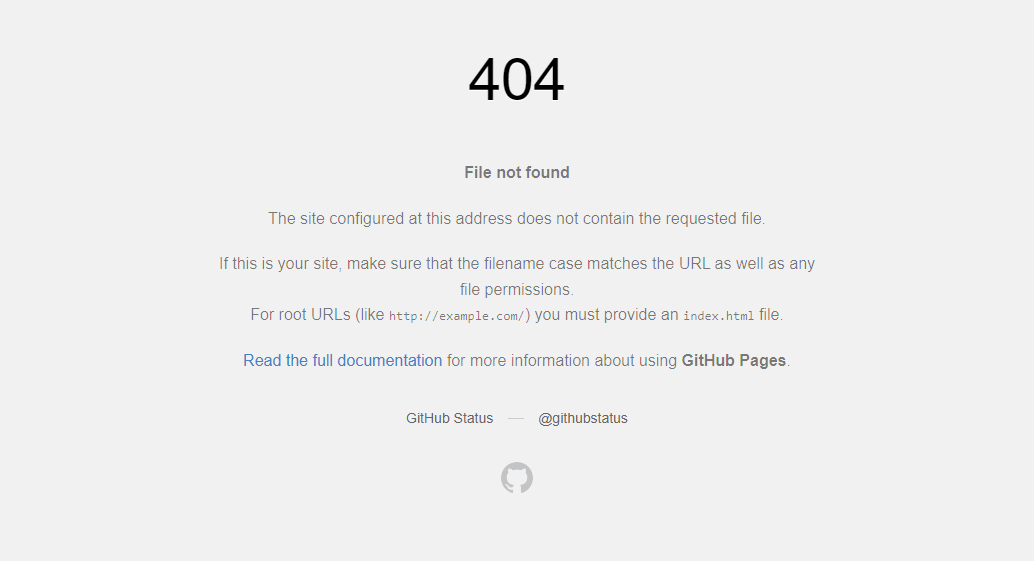 404
File not found
The site configured at this address does not contain the requested file.
If this is your site, make sure that the filename case matches the URL as well as any
file permissions.
For root URLs (like http://example.com/) you must provide an index.html file.
Read the full documentation for more information about using GitHub Pages.
GitHub Status — @githubstatus